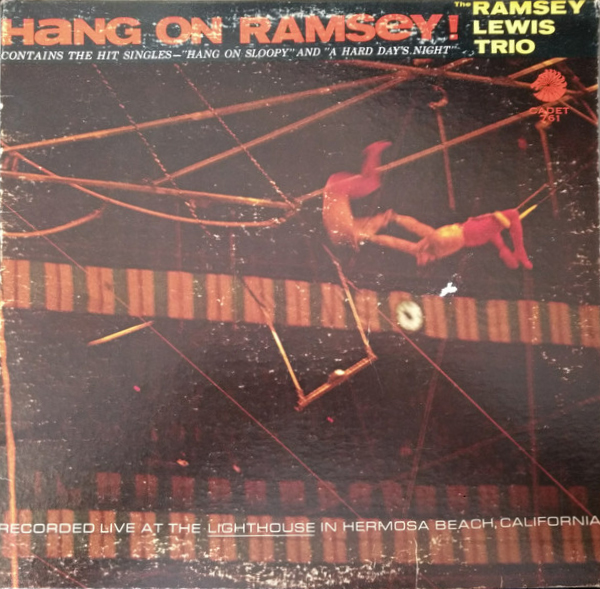 HANG ON RAMSEY!
The RAMSEY
LEWIS
TRIO
CONTAINS THE HIT SINGLES—"HANG ON SLOOPY" AND "A HARD DAY'S NIGHT"
CADET
761
RECORDED LIVE AT THE LIGHTHOUSE IN HERMOSA BEACH, CALIFORNIA